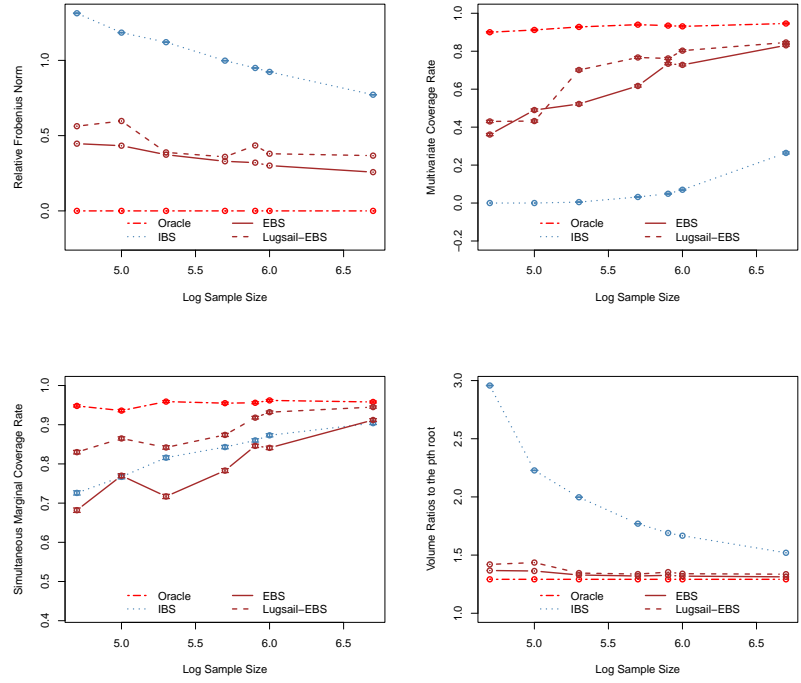 Relative Frobenius Norm
0.0 0.5 1.0
5.0 5.5 6.0 6.5
Log Sample Size
Oracle
IBS
EBS
Lugsail−EBS
Multivariate Coverage Rate
−0.2 0.0 0.2 0.4 0.6 0.8 1.0
5.0 5.5 6.0 6.5
Log Sample Size
Oracle
IBS
EBS
Lugsail−EBS
Simultaneous Marginal Coverage Rate
0.4 0.5 0.6 0.7 0.8 0.9 1.0
5.0 5.5 6.0 6.5
Log Sample Size
Oracle
IBS
EBS
Lugsail−EBS
Volume Ratios to the pth root
1.0 1.5 2.0 2.5 3.0
5.0 5.5 6.0 6.5
Log Sample Size
Oracle
IBS
EBS
Lugsail−EBS